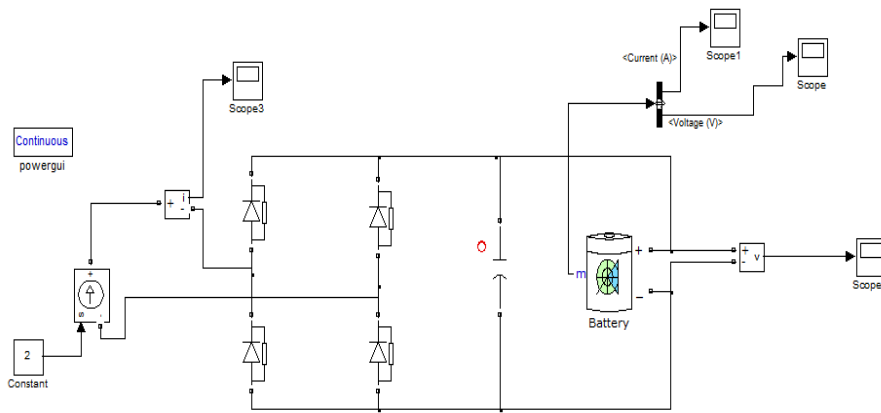 <Current (A)>
Scope1
Scope
Scope3
<Voltage (V)>
Continuous
powergui
+
i
-
+
m
+
−
+
-
v
Scope
Battery
+
s
-
2
Constant